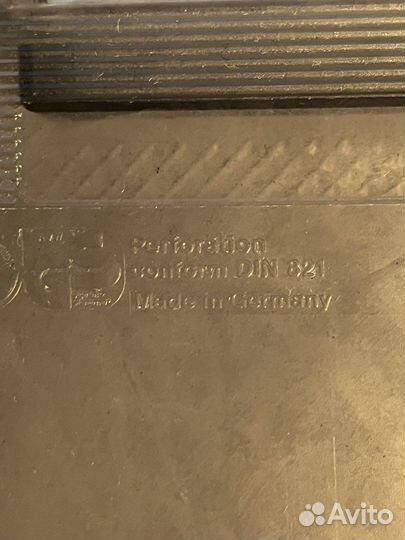 Perforation
conform DIN 821
Made in Germany
Avito